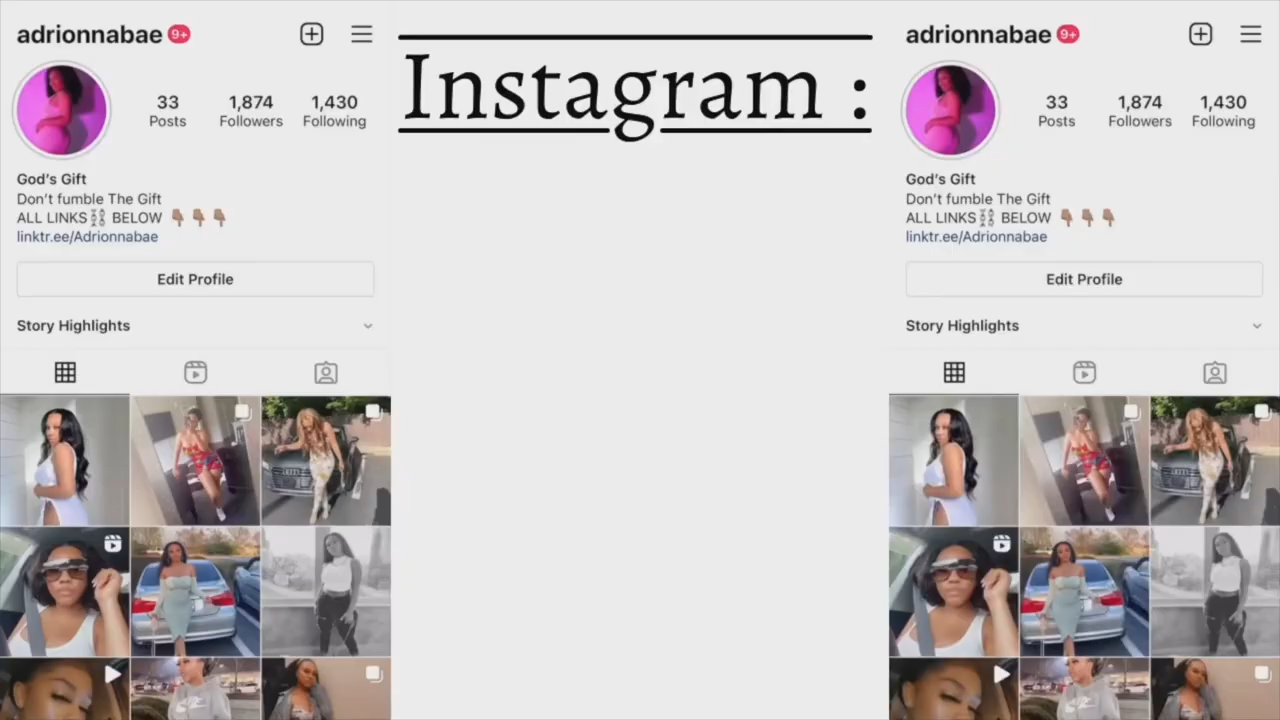 adrionnabae 9+
33 1,874 1,430
Posts Followers Following
God's Gift
Don't fumble The Gift
ALL LINKS⛓ BELOW 👇🏽👇🏽👇🏽
linktr.ee/Adrionnabae
Edit Profile
Story Highlights
Instagram :
adrionnabae 9+
33 1,874 1,430
Posts Followers Following
God's Gift
Don't fumble The Gift
ALL LINKS⛓ BELOW 👇🏽👇🏽👇🏽
linktr.ee/Adrionnabae
Edit Profile
Story Highlights